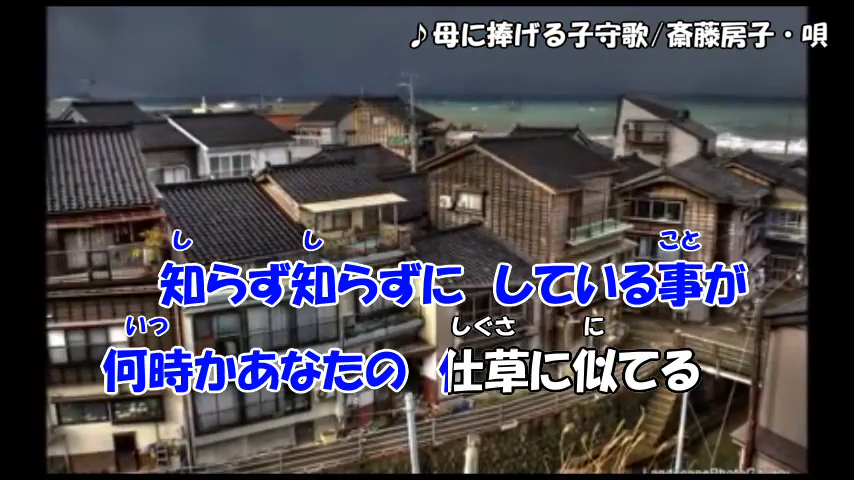 ♪母に捧げる子守歌/斎藤房子・唄
し し こと
知らず知らずに している事が
いつ しぐさ に
何時かあなたの 仕草に似てる